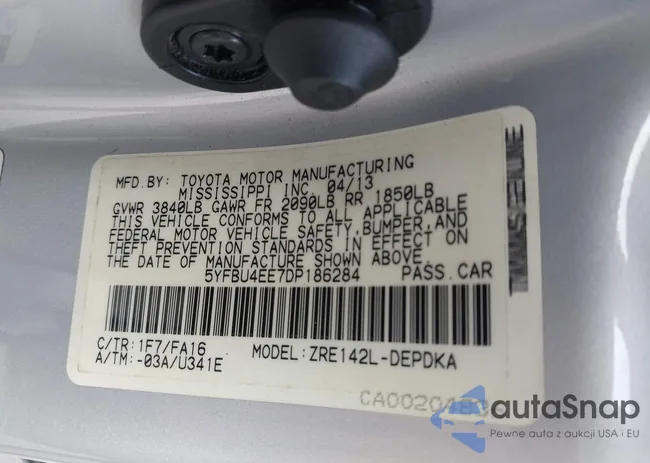 MFD.BY: TOYOTA MOTOR MANUFACTURING
MISSISSIPPI INC. 04/13
GVWR 3840LB GAWR FR 2090LB RR 1850LB
THIS VEHICLE CONFORMS TO ALL APPLICABLE
FEDERAL MOTOR VEHICLE SAFETY,BUMPER,AND
THEFT PREVENTION STANDARDS IN EFFECT ON
THE DATE OF MANUFACTURE SHOWN ABOVE.
5YFBU4EE7DP186284 PASS.CAR
C/TR:1F7/FA16 MODEL:ZRE142L-DEPDKA
A/TM:-03A/U341E
autaSnap
Pewne auta z aukcji USA i EU